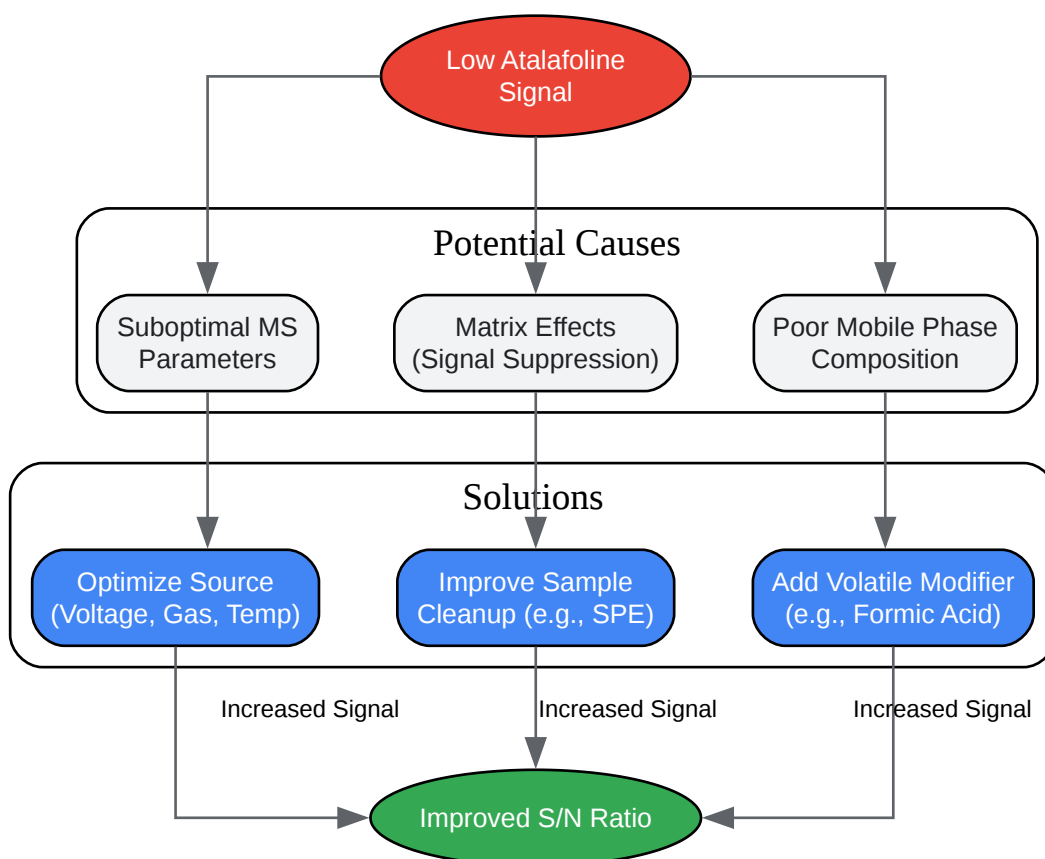 Low Atalafoline
Signal
Potential Causes
Suboptimal MS
Parameters
Matrix Effects
(Signal Suppression)
Poor Mobile Phase
Composition
Solutions
Optimize Source
(Voltage, Gas, Temp)
Improve Sample
Cleanup (e.g., SPE)
Add Volatile Modifier
(e.g., Formic Acid)
Increased Signal
Increased Signal
Increased Signal
Improved S/N Ratio